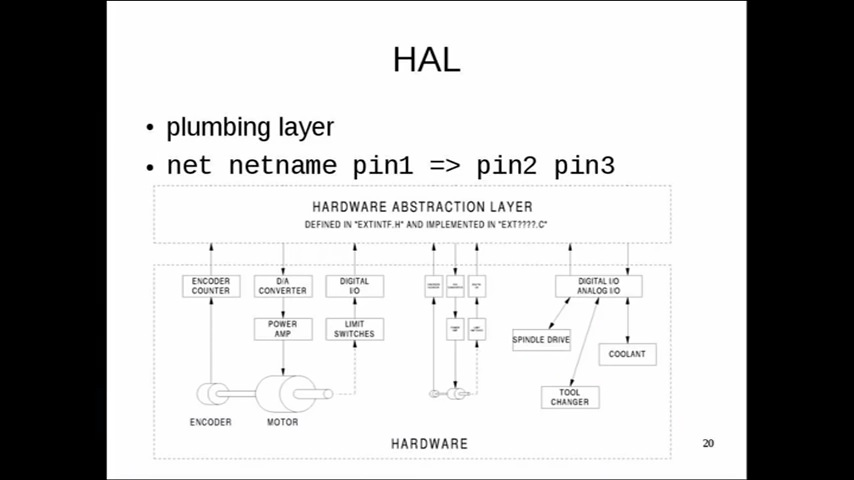 HAL
• plumbing layer
• net netname pin1 => pin2 pin3
HARDWARE ABSTRACTION LAYER
DEFINED IN "EXTINTF.H" AND IMPLEMENTED IN "EXT????.C"
ENCODER
COUNTER
D/A
CONVERTER
DIGITAL
I/O
DIGITAL I/O
ANALOG I/O
POWER
AMP
LIMIT
SWITCHES
SPINDLE DRIVE
COOLANT
TOOL
CHANGER
ENCODER
MOTOR
HARDWARE
20